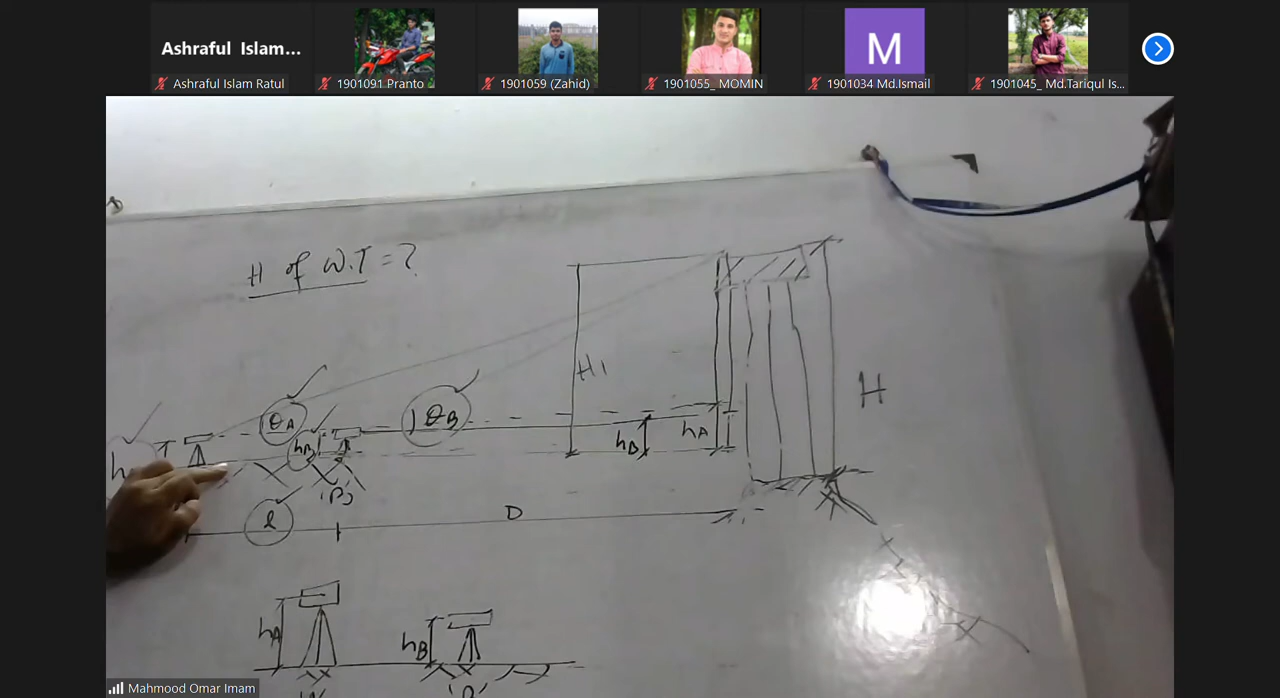 Ashraful Islam...
M
Ashraful Islam Ratul
1901091 Pranto
1901059 (Zahid)
1901055_ MOMIN
1901034 Md.Ismail
1901045_ Md.Tariqul Is...
H of W.T = ?
H1
H
θA
θB
hB
hB
hA
h
'B'
l
D
hA
hB
Mahmood Omar Imam